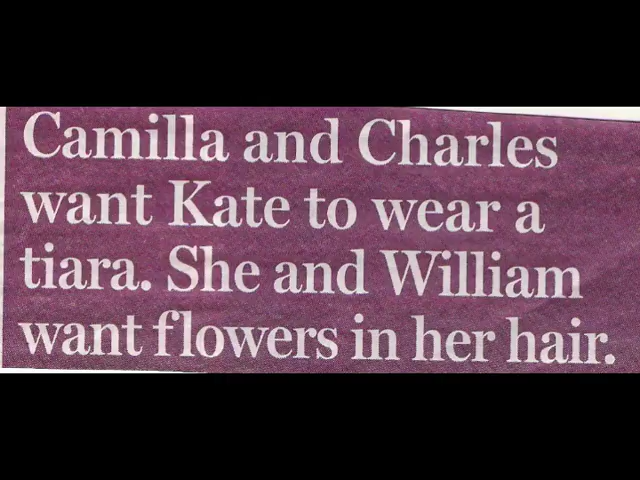 Camilla and Charles
want Kate to wear a
tiara. She and William
want flowers in her hair.